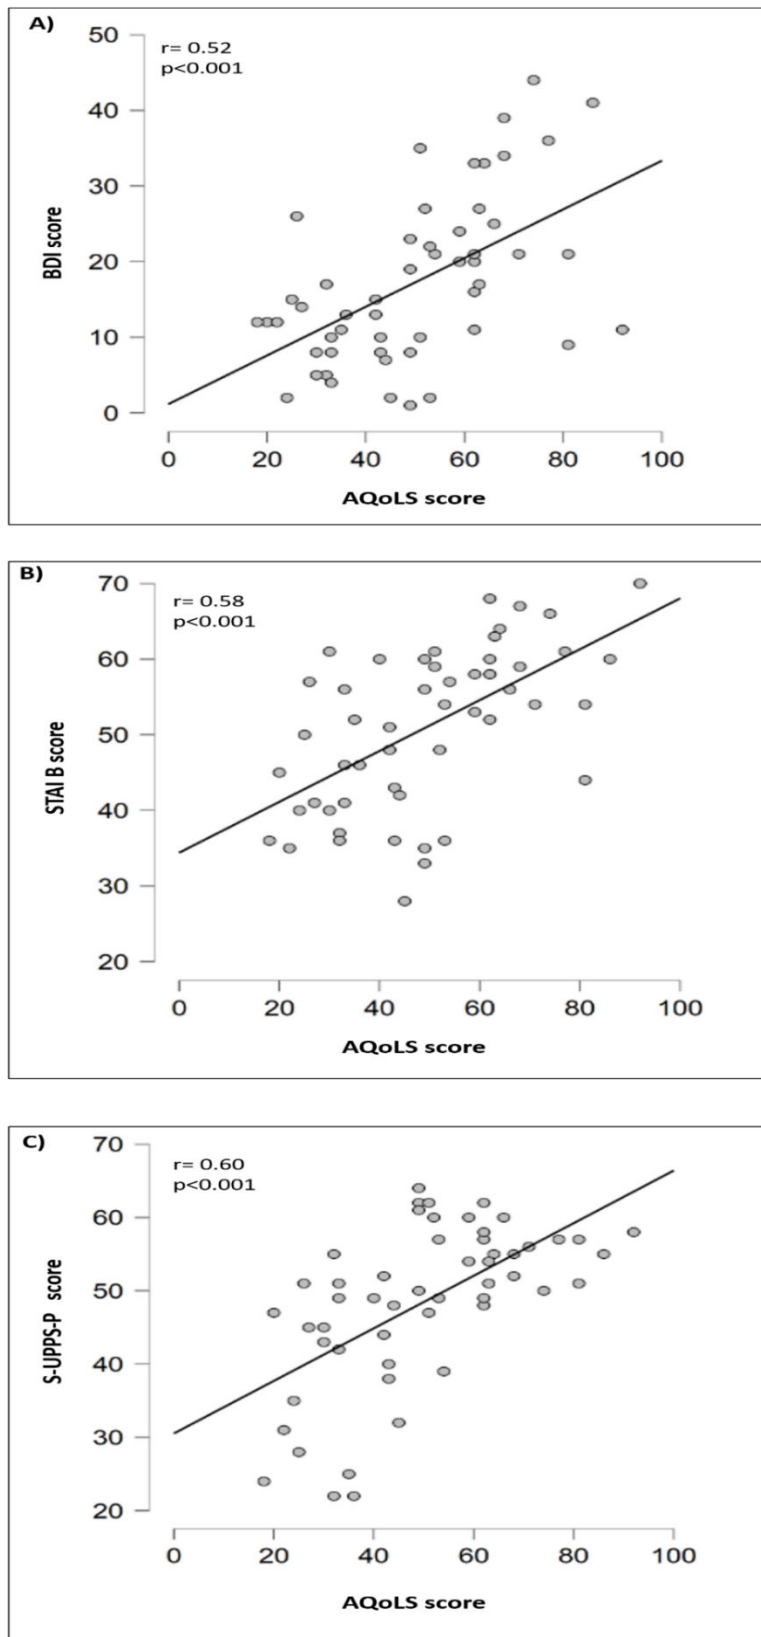 A)
r= 0.52
p<0.001
50
40
30
20
10
0
BDI score
0 20 40 60 80 100
AQoLS score
B)
r= 0.58
p<0.001
70
60
50
40
30
20
STAI B score
0 20 40 60 80 100
AQoLS score
C)
r= 0.60
p<0.001
70
60
50
40
30
20
S-UPPS-P score
0 20 40 60 80 100
AQoLS score